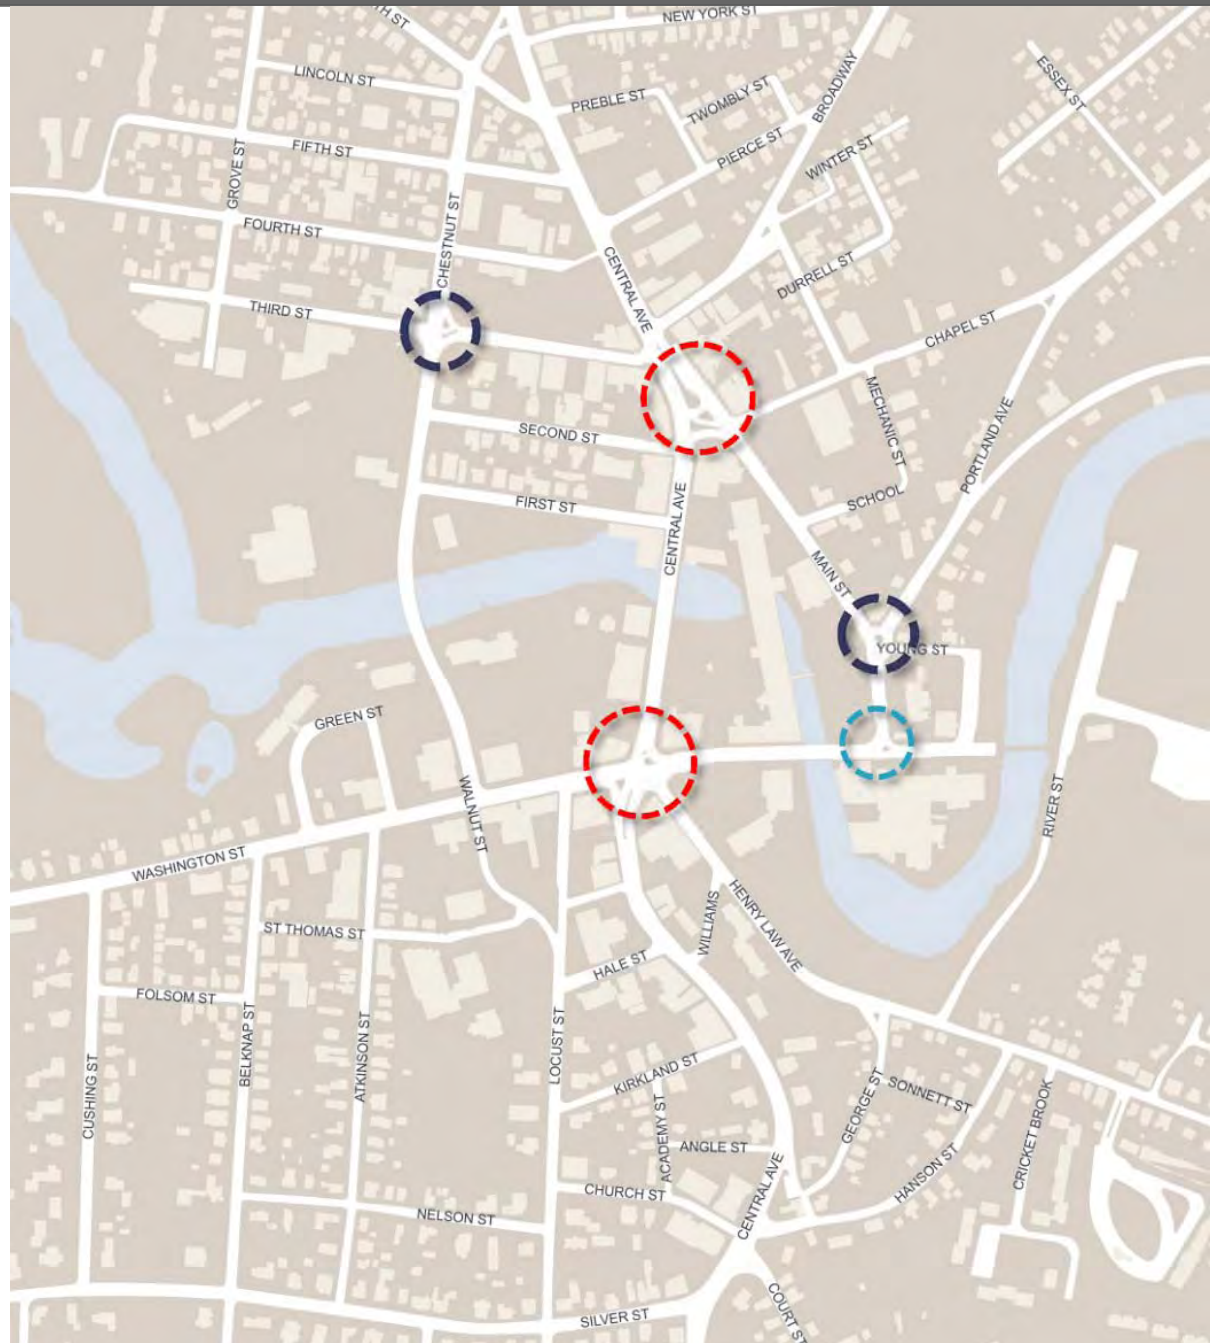 TH ST
NEW YORK ST
LINCOLN ST
PREBLE ST
TWOMBLY ST
BROADWAY
ESSEX ST
FIFTH ST
PIERCE ST
WINTER ST
GROVE ST
CHESTNUT ST
FOURTH ST
CENTRAL AVE
DURRELL ST
THIRD ST
CHAPEL ST
MECHANIC ST
SECOND ST
PORTLAND AVE
FIRST ST
SCHOOL
CENTRAL AVE
MAIN ST
YOUNG ST
GREEN ST
WALNUT ST
RIVER ST
WASHINGTON ST
HENRY LAW AVE
WILLIAMS
ST THOMAS ST
HALE ST
FOLSOM ST
BELKNAP ST
ATKINSON ST
LOCUST ST
CUSHING ST
KIRKLAND ST
ACADEMY ST
GEORGE ST
SONNETT ST
CRICKET BROOK
ANGLE ST
HANSON ST
CHURCH ST
CENTRAL AVE
NELSON ST
SILVER ST
COURT ST